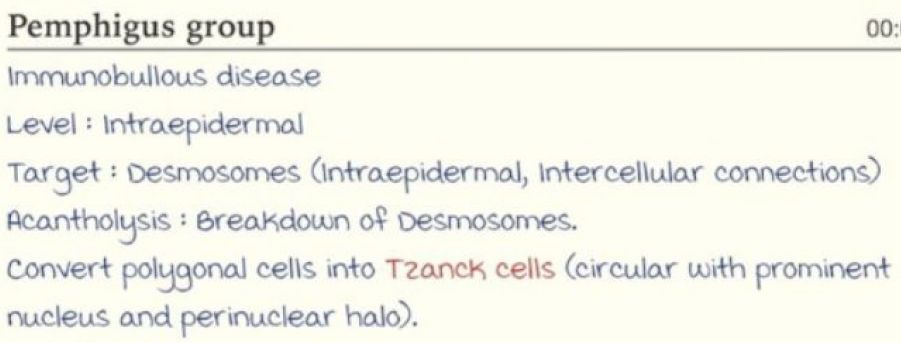 Pemphigus group 00:
Immunobullous disease
Level : Intraepidermal
Target : Desmosomes (Intraepidermal, Intercellular connections)
Acantholysis : Breakdown of Desmosomes.
Convert polygonal cells into Tzanck cells (circular with prominent
nucleus and perinuclear halo).